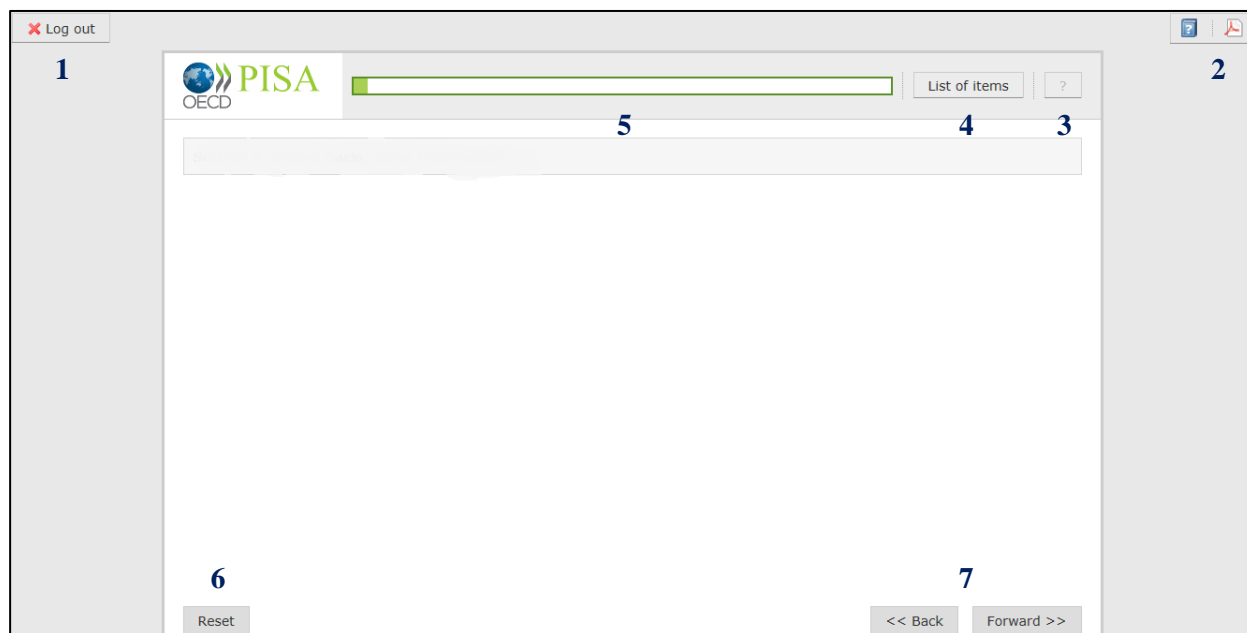 Log out
1
2
PISA
OECD
List of items
?
5
4
3
6
7
Reset
<< Back
Forward >>